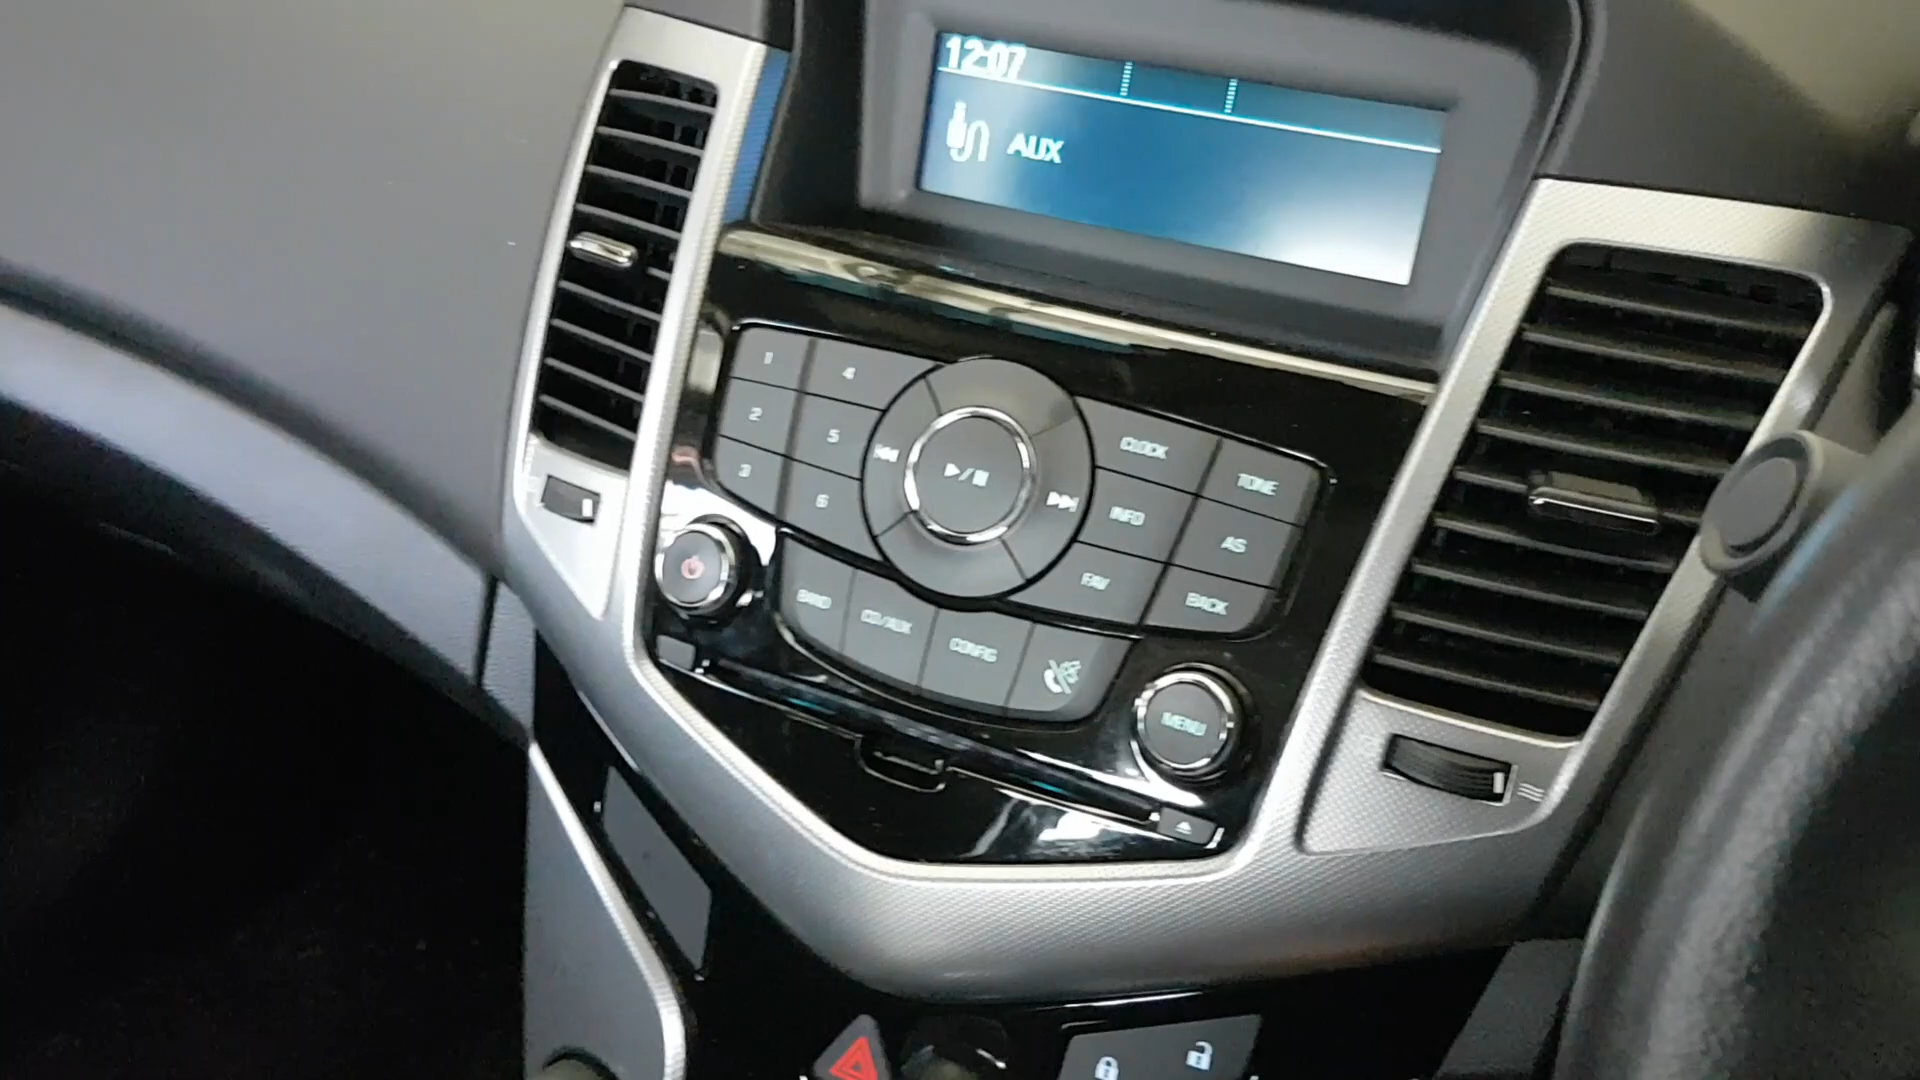 12:07
AUX
1 4
2 5
3 6
CLOCK TONE
INFO AS
FAV BACK
BAND CD/AUX CONFIG
MENU